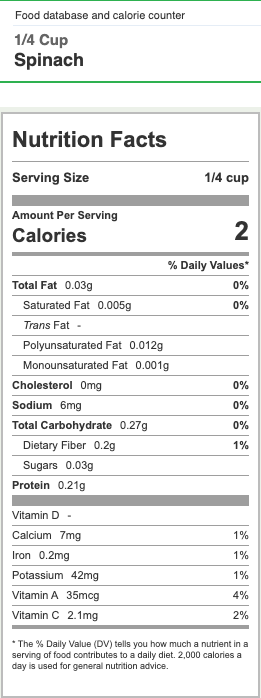 Food database and calorie counter
1/4 Cup
Spinach
Nutrition Facts
Serving Size 1/4 cup
Amount Per Serving
Calories 2
% Daily Values*
Total Fat 0.03g 0%
Saturated Fat 0.005g 0%
Trans Fat -
Polyunsaturated Fat 0.012g
Monounsaturated Fat 0.001g
Cholesterol 0mg 0%
Sodium 6mg 0%
Total Carbohydrate 0.27g 0%
Dietary Fiber 0.2g 1%
Sugars 0.03g
Protein 0.21g
Vitamin D -
Calcium 7mg 1%
Iron 0.2mg 1%
Potassium 42mg 1%
Vitamin A 35mcg 4%
Vitamin C 2.1mg 2%
* The % Daily Value (DV) tells you how much a nutrient in a
serving of food contributes to a daily diet. 2,000 calories a
day is used for general nutrition advice.